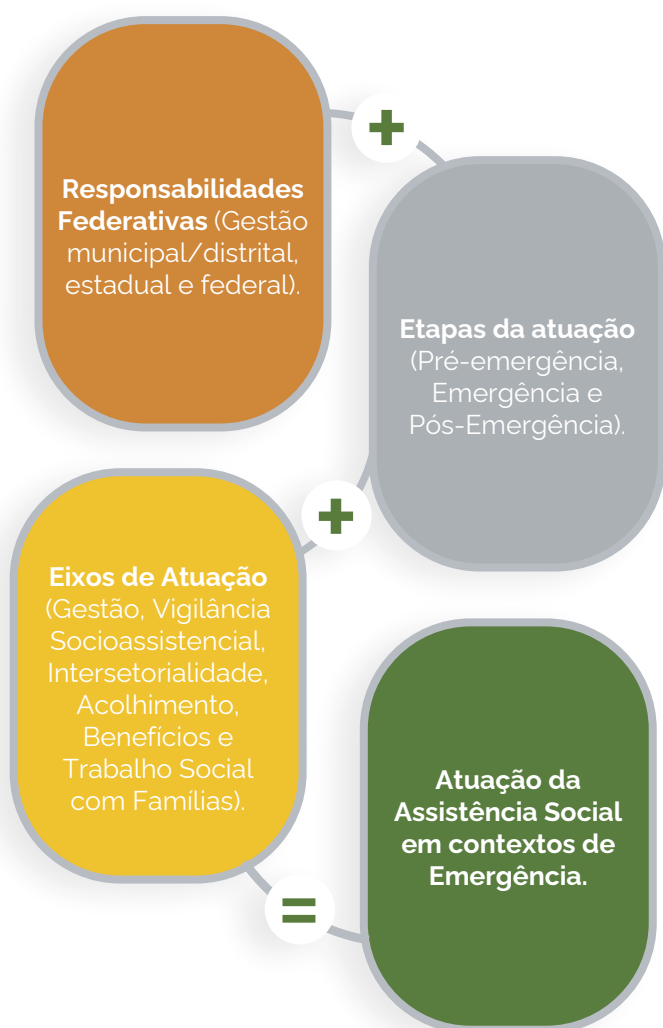 Responsabilidades
Federativas (Gestão
municipal/distrital,
estadual e federal).
+
Etapas da atuação
(Pré-emergência,
Emergência e
Pós-Emergência).
+
Eixos de Atuação
(Gestão, Vigilância
Socioassistencial,
Intersetorialidade,
Acolhimento,
Benefícios e
Trabalho Social
com Famílias).
=
Atuação da
Assistência Social
em contextos de
Emergência.